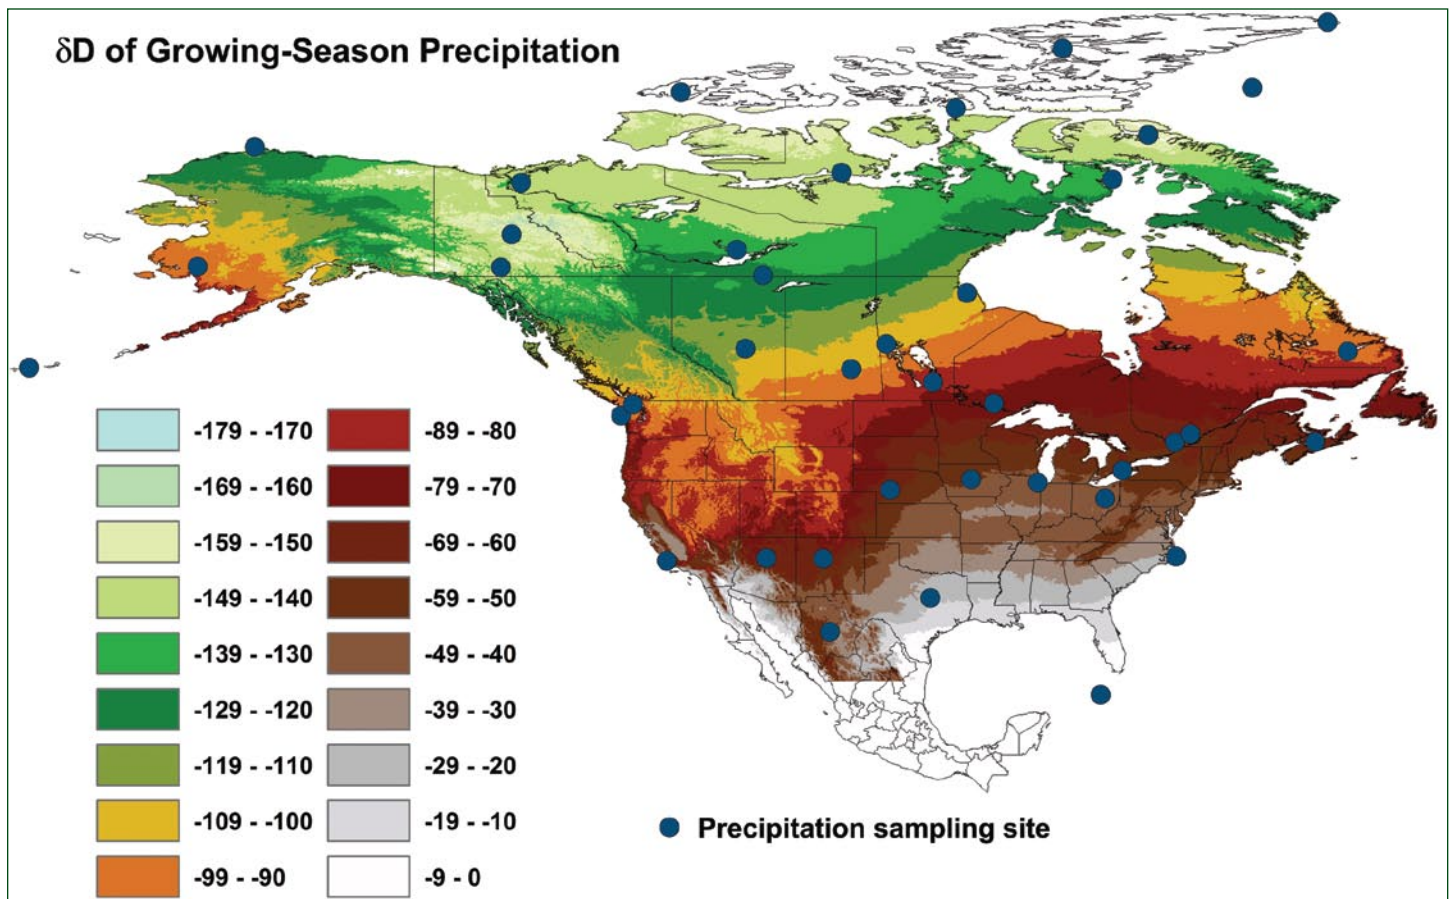 δD of Growing-Season Precipitation
-179 - -170
-169 - -160
-159 - -150
-149 - -140
-139 - -130
-129 - -120
-119 - -110
-109 - -100
-99 - -90
-89 - -80
-79 - -70
-69 - -60
-59 - -50
-49 - -40
-39 - -30
-29 - -20
-19 - -10
-9 - 0
Precipitation sampling site